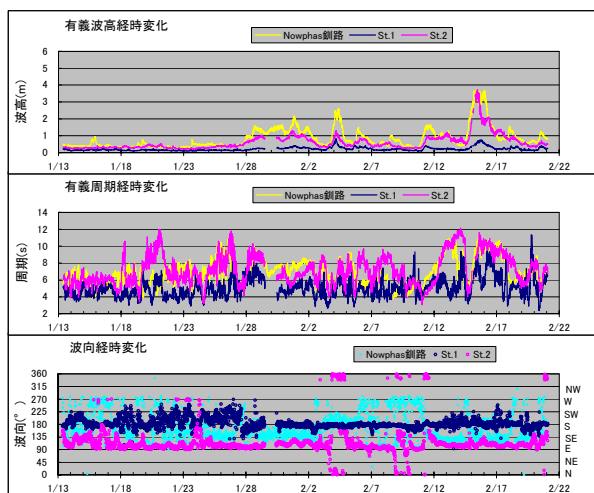 有義波高経時変化
Nowphas釧路 St.1 St.2
波高(m)
6
5
4
3
2
1
0
1/13 1/18 1/23 1/28 2/2 2/7 2/12 2/17 2/22
有義周期経時変化
Nowphas釧路 St.1 St.2
周期(s)
14
12
10
8
6
4
2
1/13 1/18 1/23 1/28 2/2 2/7 2/12 2/17 2/22
波向経時変化
Nowphas釧路 St.1 St.2
波向(°)
360
315 NW
270 W
225 SW
180 S
135 SE
90 E
45 NE
0 N
1/13 1/18 1/23 1/28 2/2 2/7 2/12 2/17 2/22